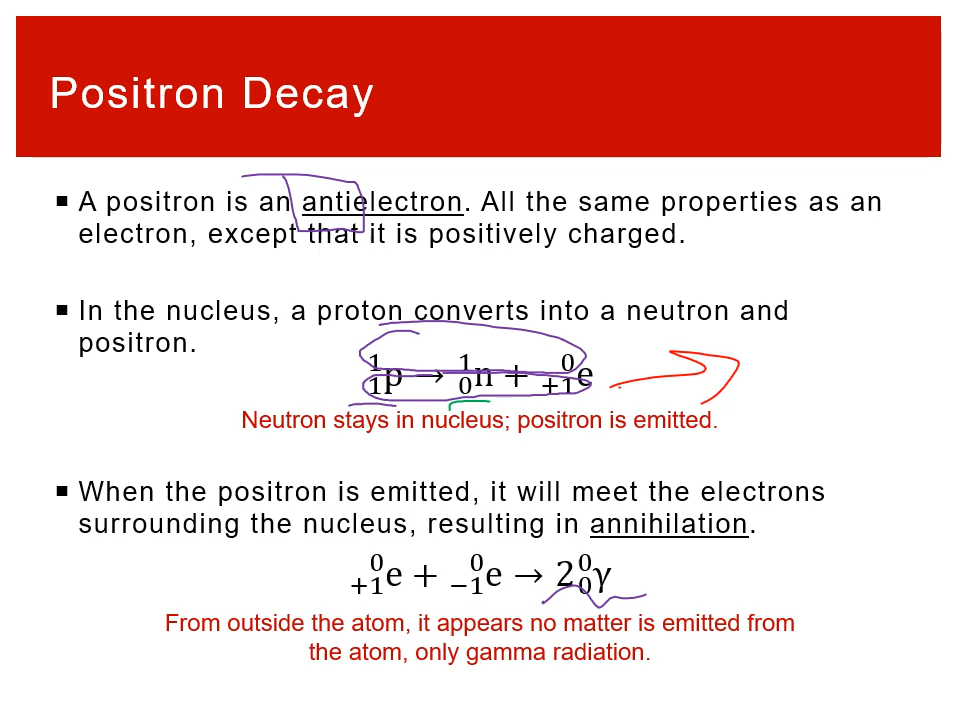 Positron Decay
▪ A positron is an antielectron. All the same properties as an
electron, except that it is positively charged.
▪ In the nucleus, a proton converts into a neutron and
positron.
¹₁p → ¹₀n + ⁰₊₁e
Neutron stays in nucleus; positron is emitted.
▪ When the positron is emitted, it will meet the electrons
surrounding the nucleus, resulting in annihilation.
⁰₊₁e + ⁰₋₁e → 2⁰₀γ
From outside the atom, it appears no matter is emitted from
the atom, only gamma radiation.